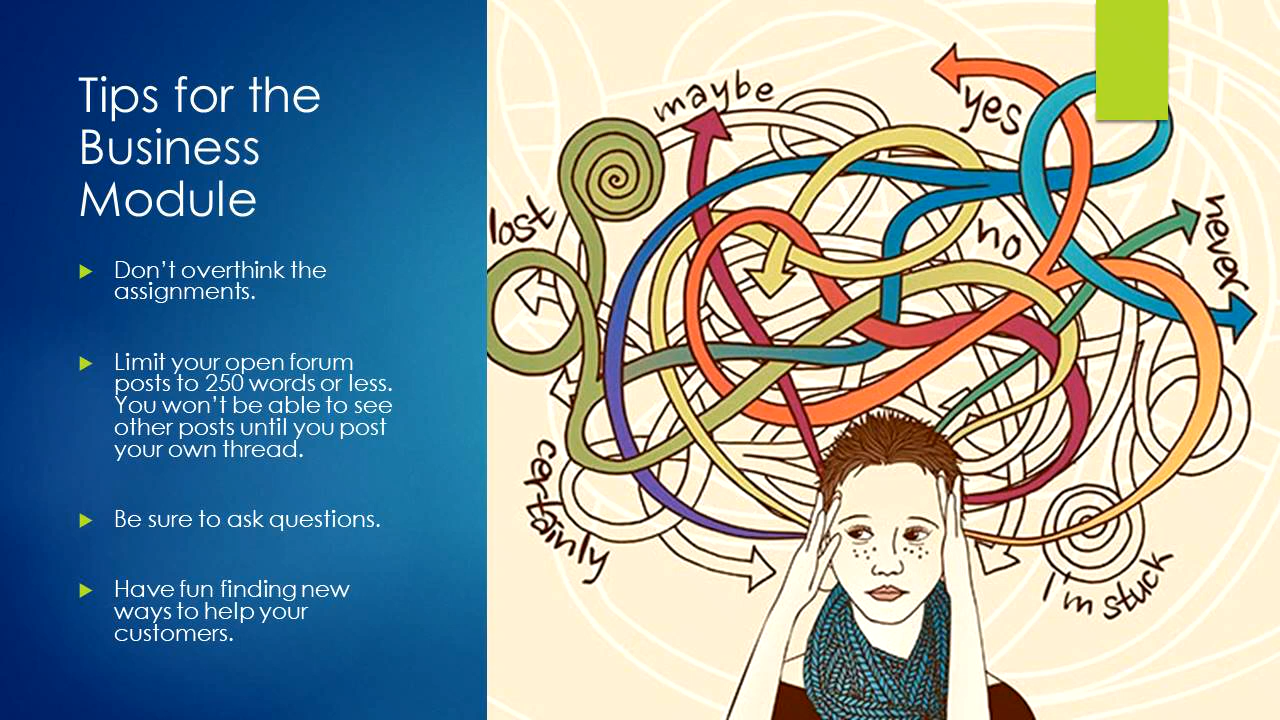 Tips for the
Business
Module
Don't overthink the
assignments.
Limit your open forum
posts to 250 words or less.
You won't be able to see
other posts until you post
your own thread.
Be sure to ask questions.
Have fun finding new
ways to help your
customers.
maybe
yes
lost
no
never
certainly
i'm stuck